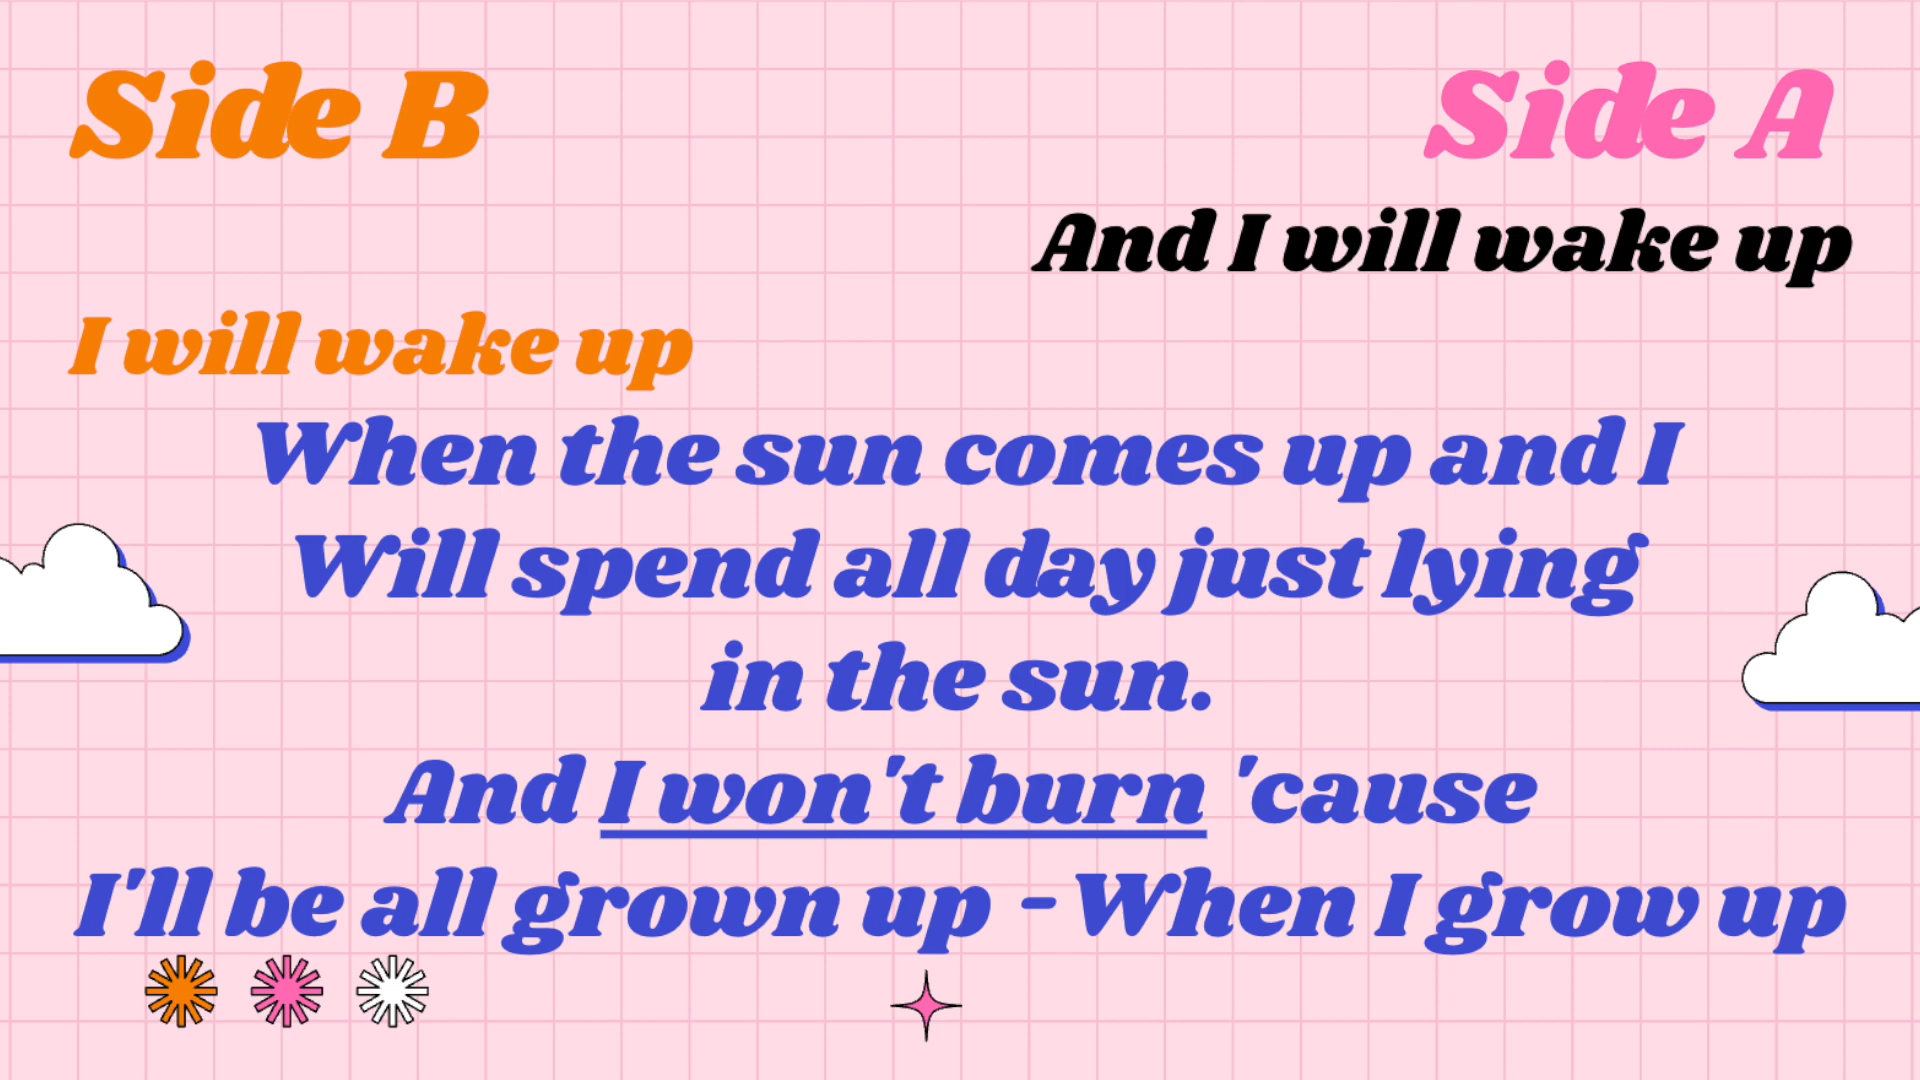 Side B
Side A
And I will wake up
I will wake up
When the sun comes up and I
Will spend all day just lying
in the sun.
And I won't burn 'cause
I'll be all grown up - When I grow up